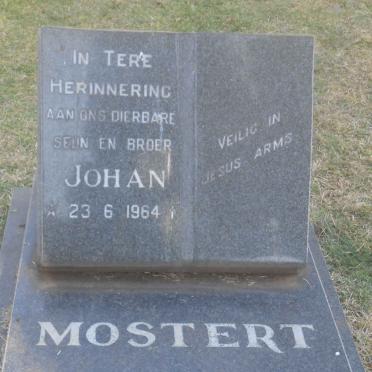 IN TERE
HERINNERING
AAN ONS DIERBARE
SEUN EN BROER
JOHAN
* 23 6 1964 †
VEILIG IN
JESUS ARMS
MOSTERT